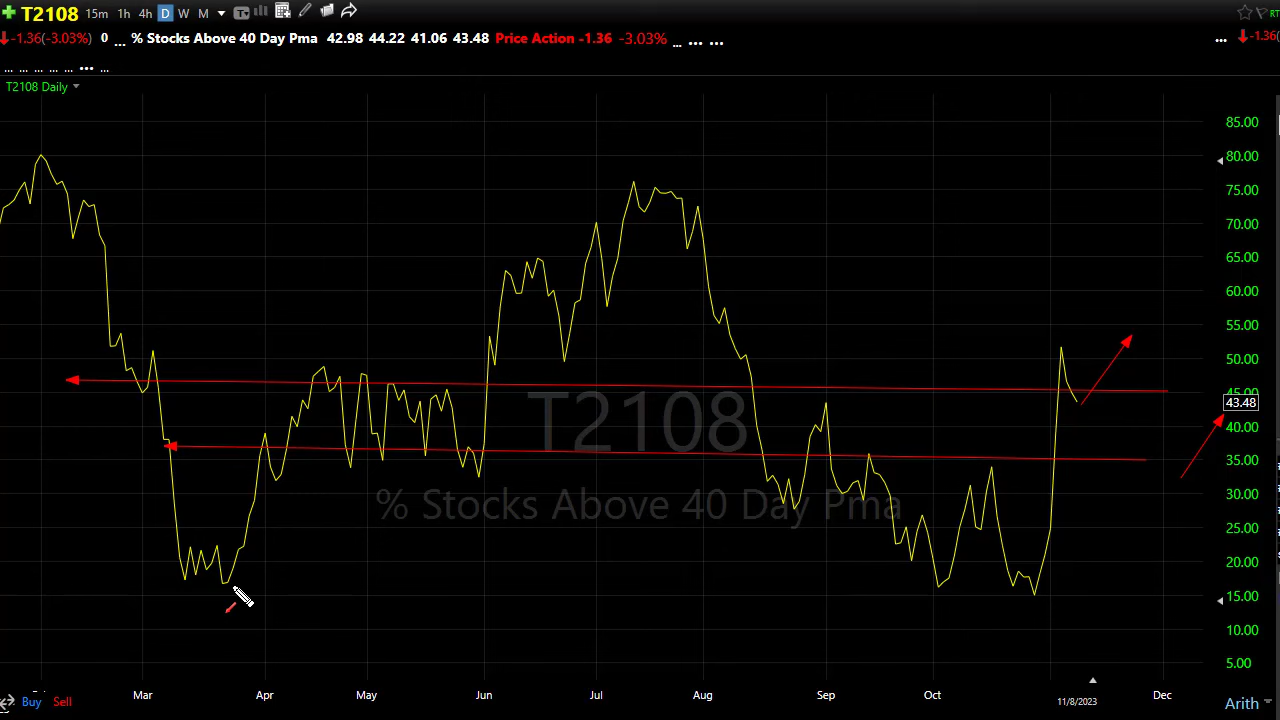 T2108 15m 1h 4h D W M T
RT
-1.36(-3.03%) 0 ... % Stocks Above 40 Day Pma 42.98 44.22 41.06 43.48 Price Action -1.36 -3.03% ... ... ...
... -1.36(
... ... ... ... ... ... ...
T2108 Daily
85.00
80.00
75.00
70.00
65.00
60.00
55.00
50.00
45.00
43.48
40.00
35.00
30.00
25.00
20.00
15.00
10.00
5.00
T2108
% Stocks Above 40 Day Pma
Mar Apr May Jun Jul Aug Sep Oct Dec
11/8/2023
Buy Sell
Arith